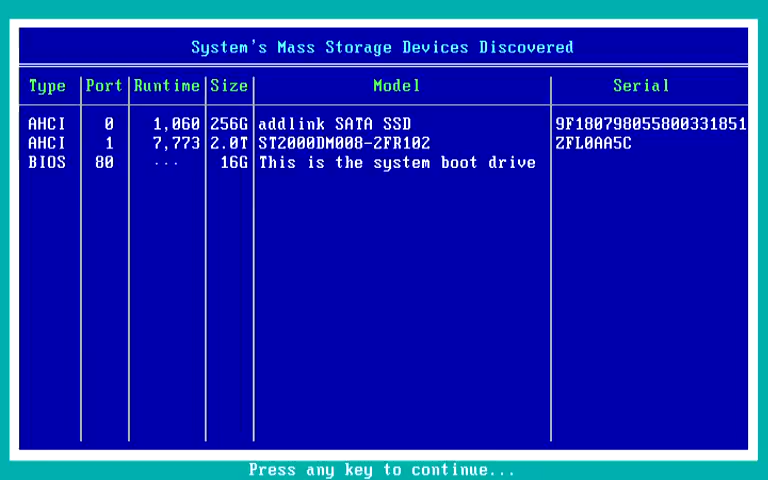 System's Mass Storage Devices Discovered
Type Port Runtime Size Model Serial
AHCI 0 1,060 256G addlink SATA SSD 9F180798055800331851
AHCI 1 7,773 2.0T ST2000DM008-2FR102 ZFL0AA5C
BIOS 80 ... 16G This is the system boot drive
Press any key to continue...